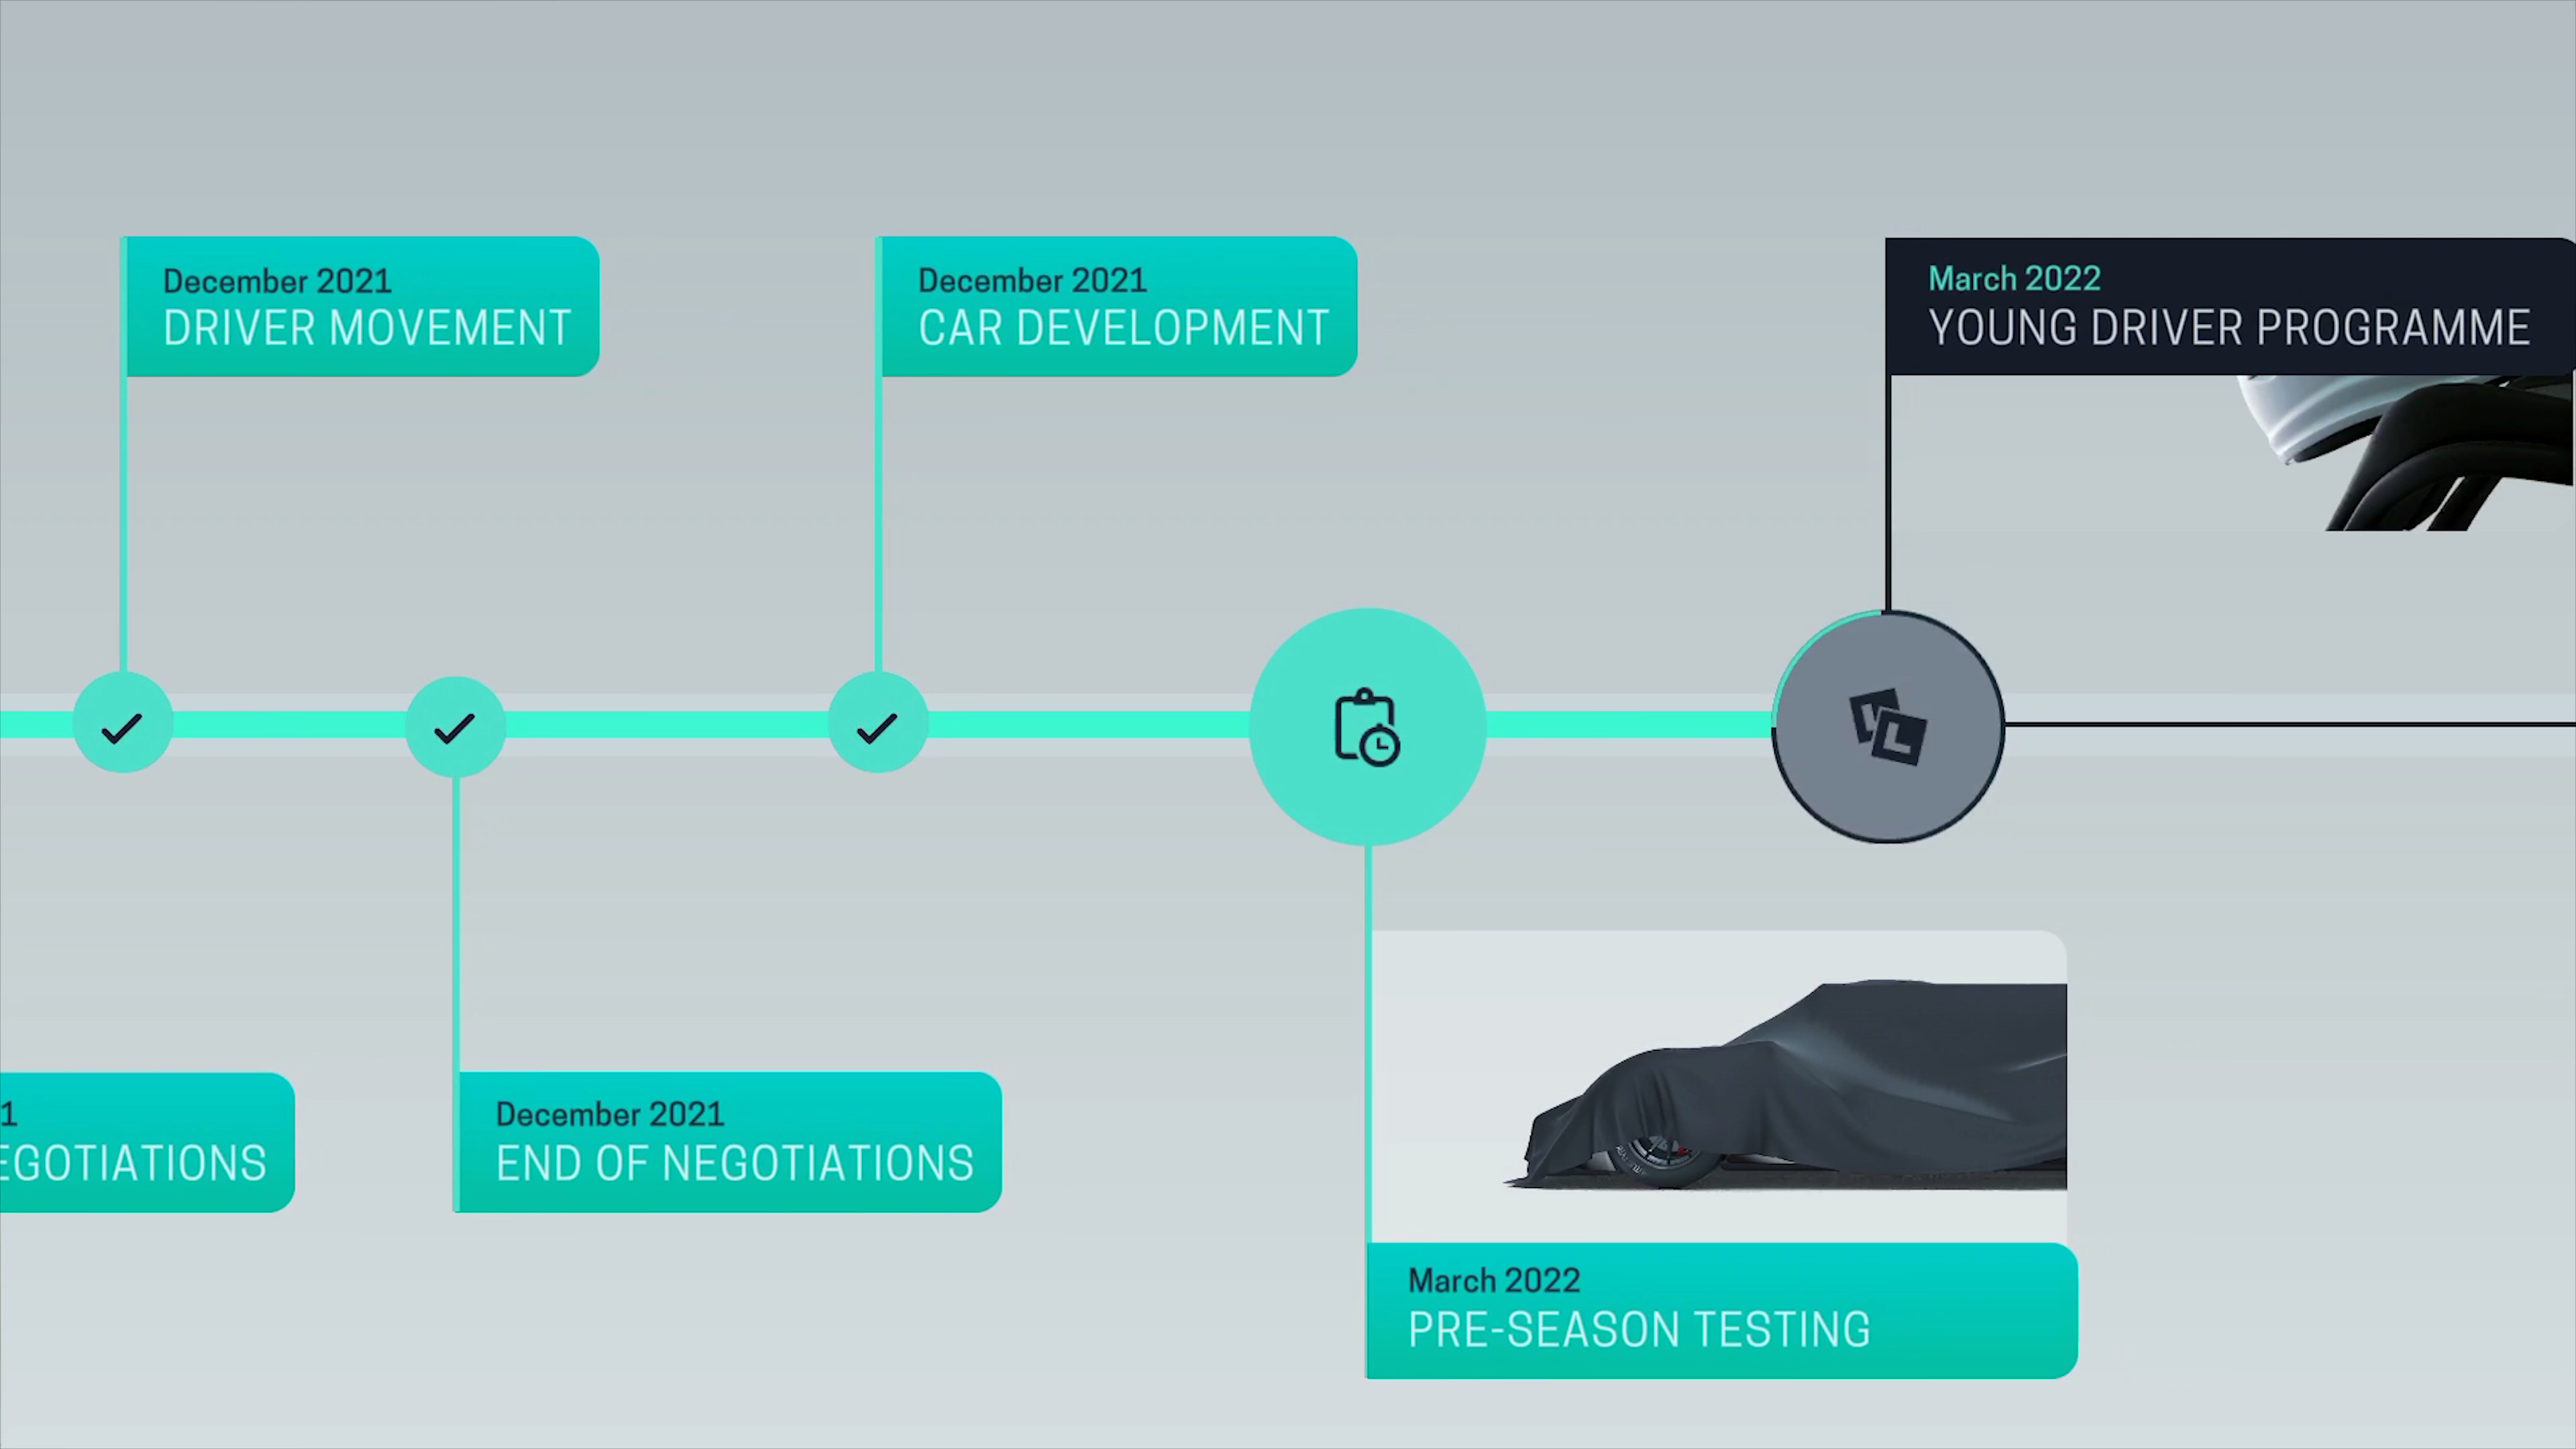 December 2021
DRIVER MOVEMENT
December 2021
CAR DEVELOPMENT
March 2022
YOUNG DRIVER PROGRAMME
L
1
EGOTIATIONS
December 2021
END OF NEGOTIATIONS
March 2022
PRE-SEASON TESTING